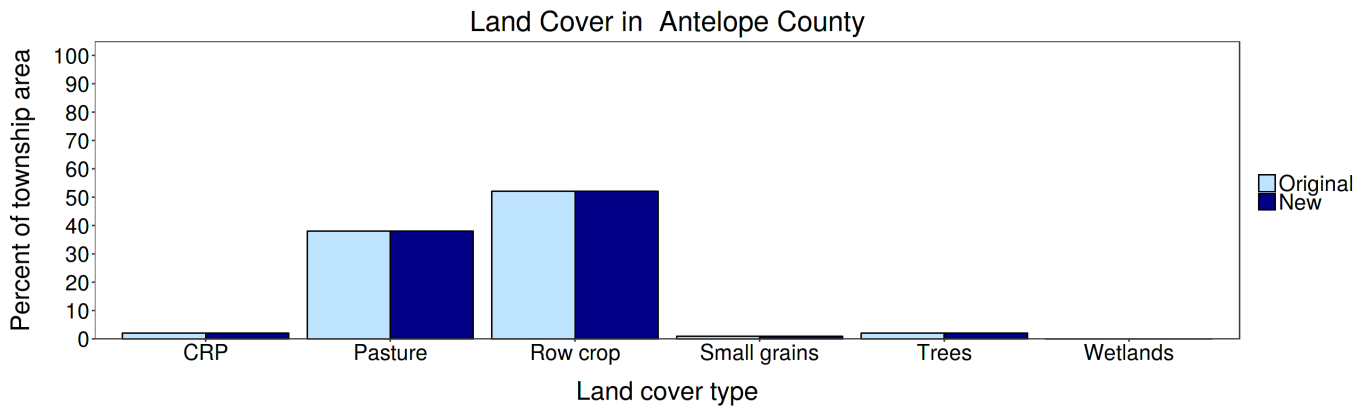 Land Cover in  Antelope County
Percent of township area
100
90
80
70
60
50
40
30
20
10
0
CRP Pasture Row crop Small grains Trees Wetlands
Land cover type
Original
New